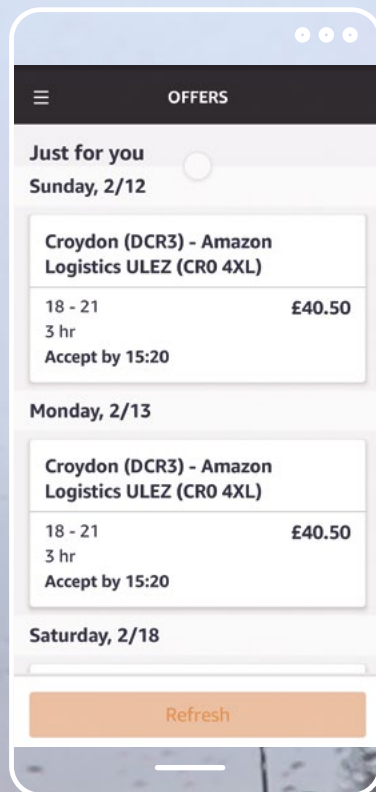 OFFERS
Just for you
Sunday, 2/12
Croydon (DCR3) - Amazon
Logistics ULEZ (CR0 4XL)
18 - 21 £40.50
3 hr
Accept by 15:20
Monday, 2/13
Croydon (DCR3) - Amazon
Logistics ULEZ (CR0 4XL)
18 - 21 £40.50
3 hr
Accept by 15:20
Saturday, 2/18
Refresh